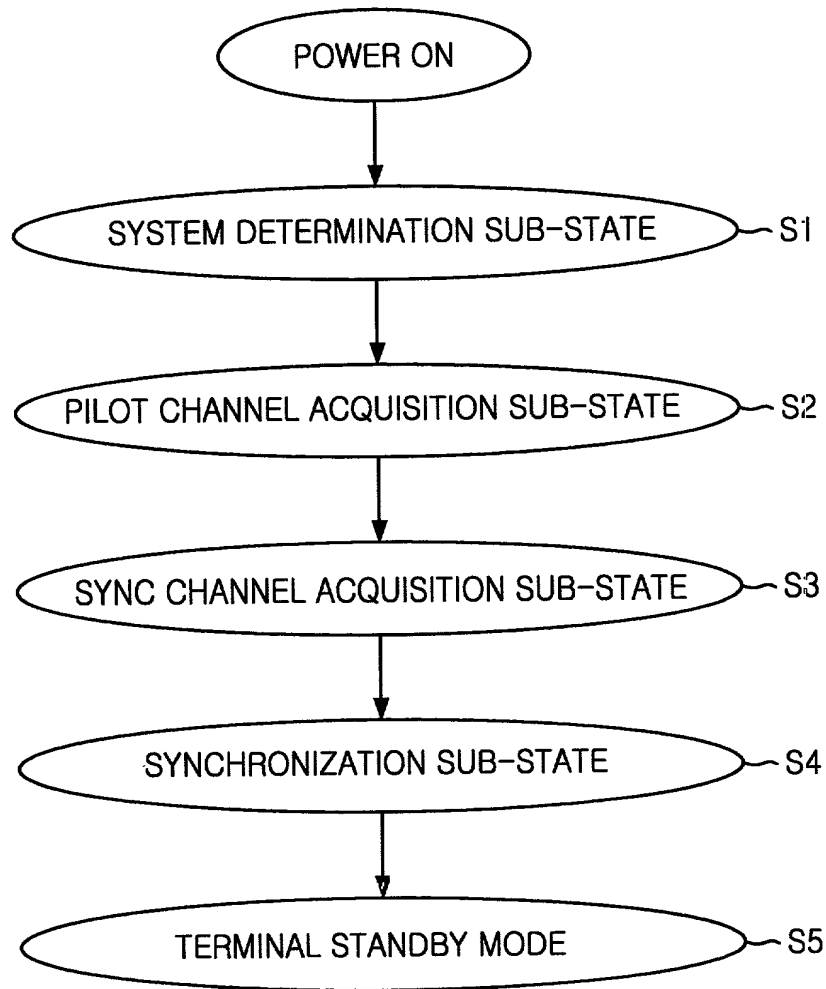 POWER ON
SYSTEM DETERMINATION SUB-STATE S1
PILOT CHANNEL ACQUISITION SUB-STATE S2
SYNC CHANNEL ACQUISITION SUB-STATE S3
SYNCHRONIZATION SUB-STATE S4
TERMINAL STANDBY MODE S5